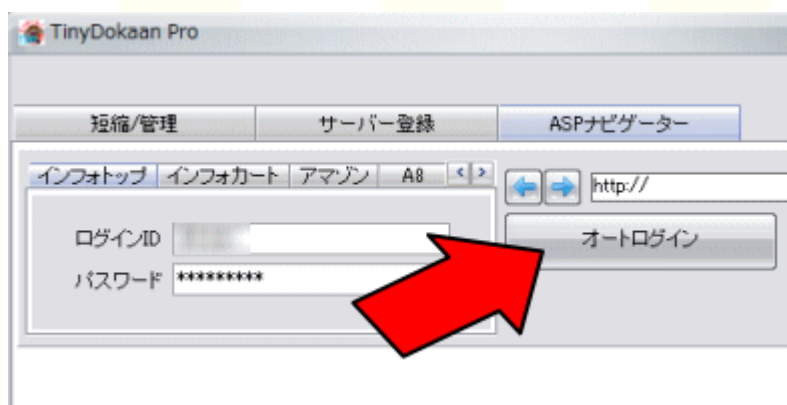 TinyDokaan Pro
短縮/管理 サーバー登録 ASPナビゲーター
インフォトップ インフォカート アマゾン A8 < >
http://
ログインID
オートログイン
パスワード *********